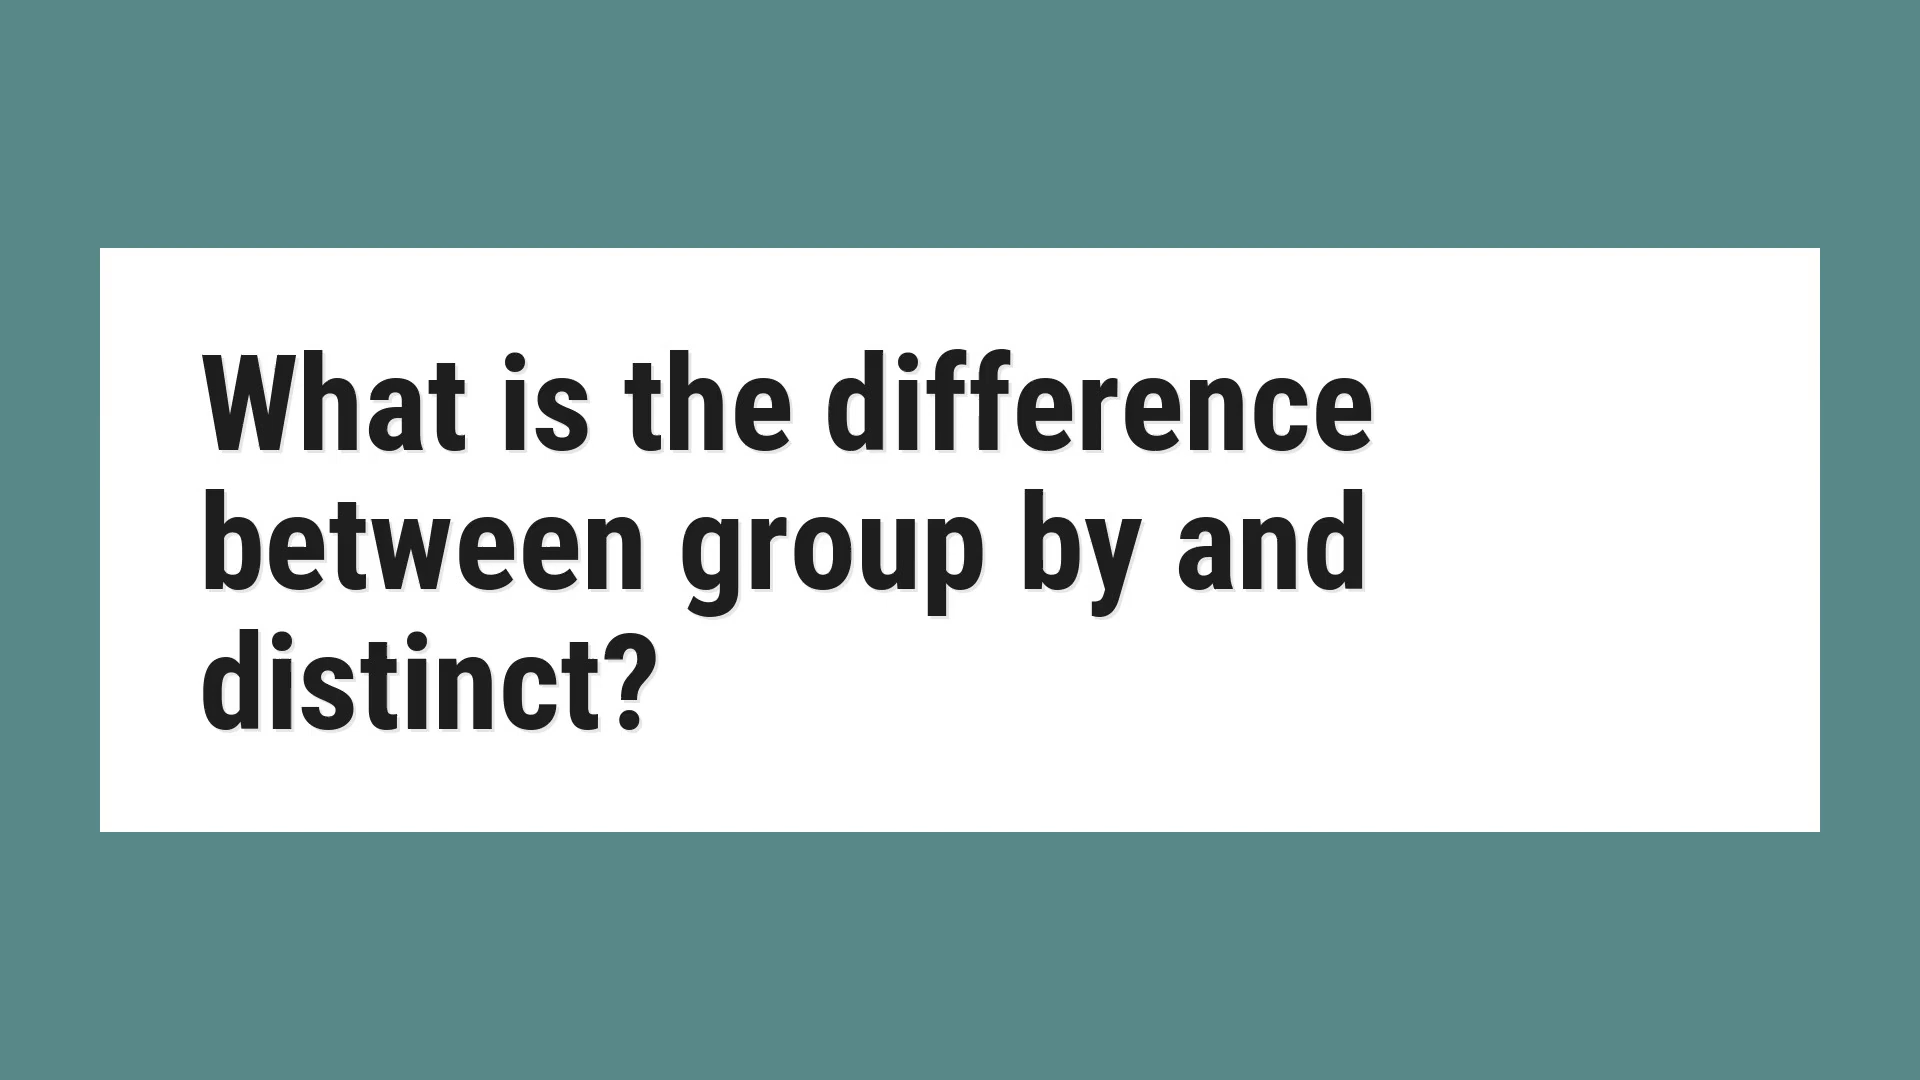 What is the difference
between group by and
distinct?